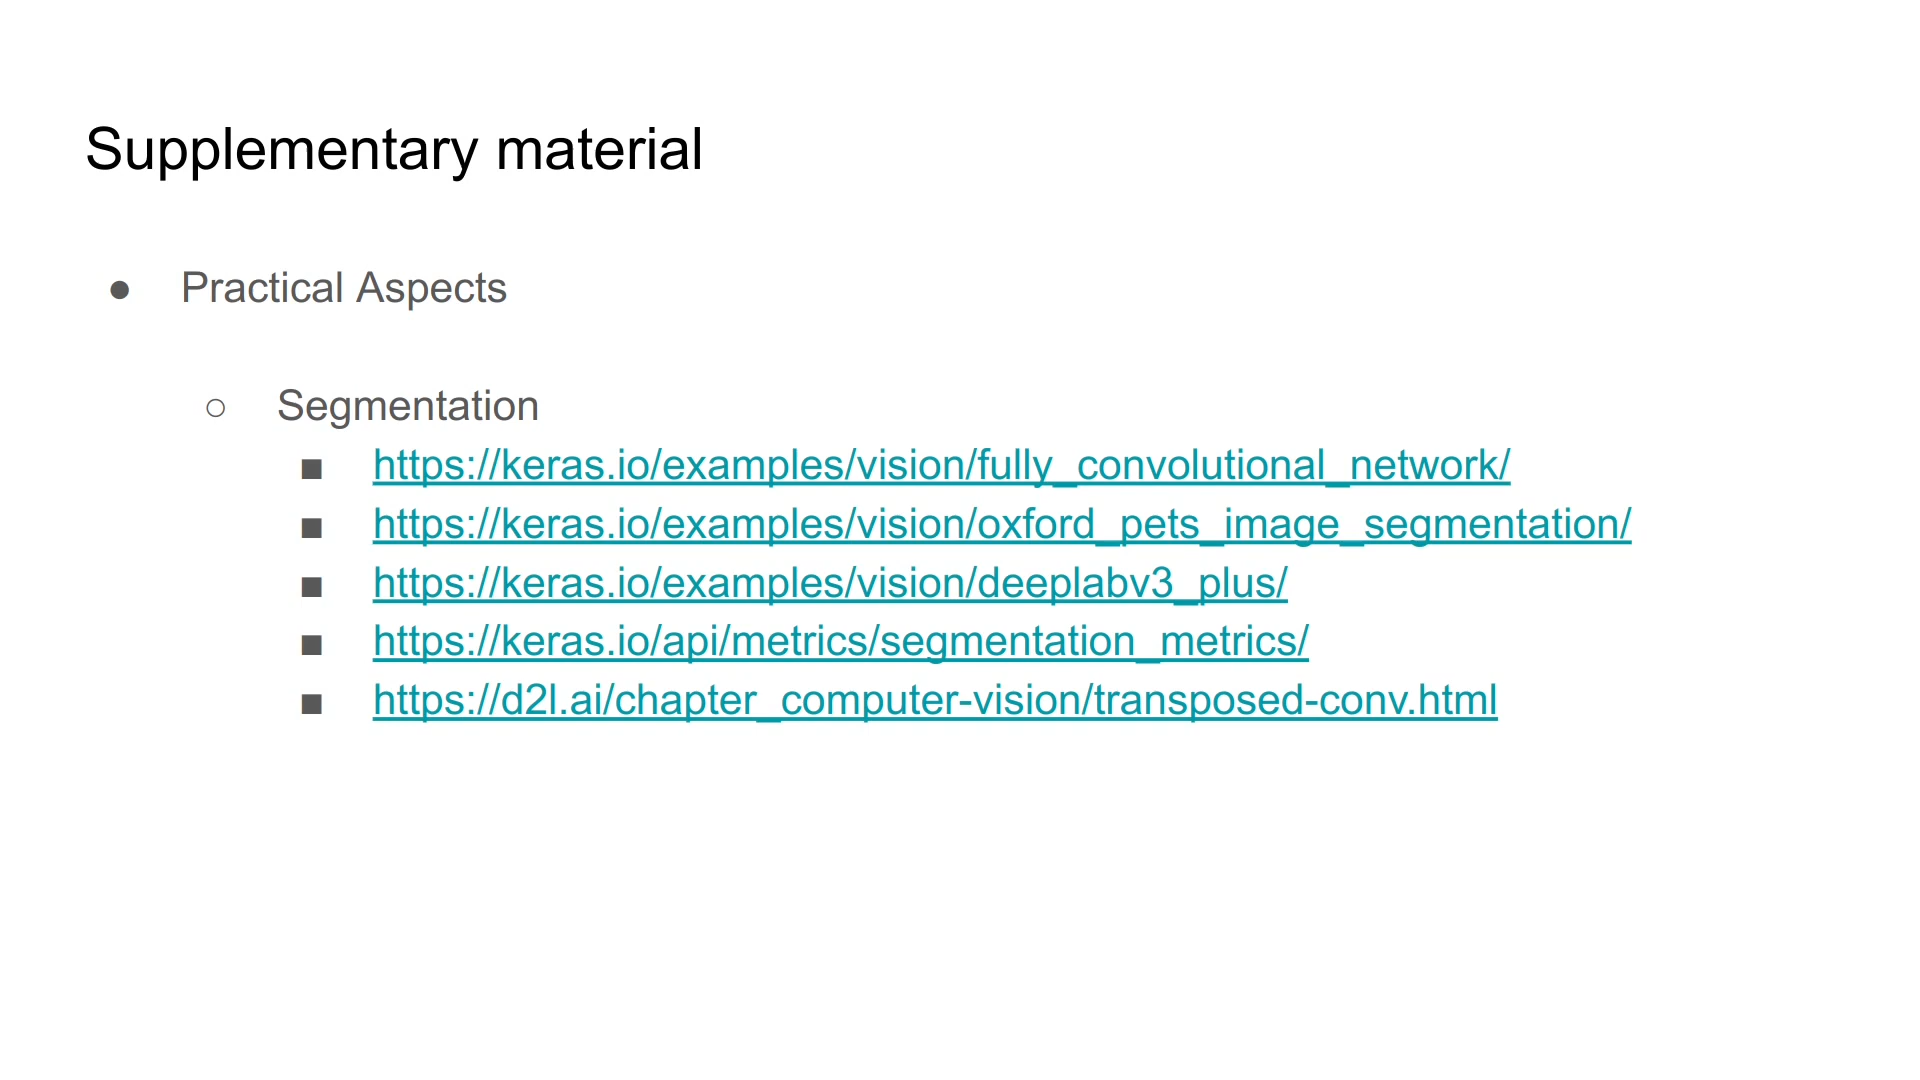 Supplementary material
● Practical Aspects
○ Segmentation
■ https://keras.io/examples/vision/fully_convolutional_network/
■ https://keras.io/examples/vision/oxford_pets_image_segmentation/
■ https://keras.io/examples/vision/deeplabv3_plus/
■ https://keras.io/api/metrics/segmentation_metrics/
■ https://d2l.ai/chapter_computer-vision/transposed-conv.html